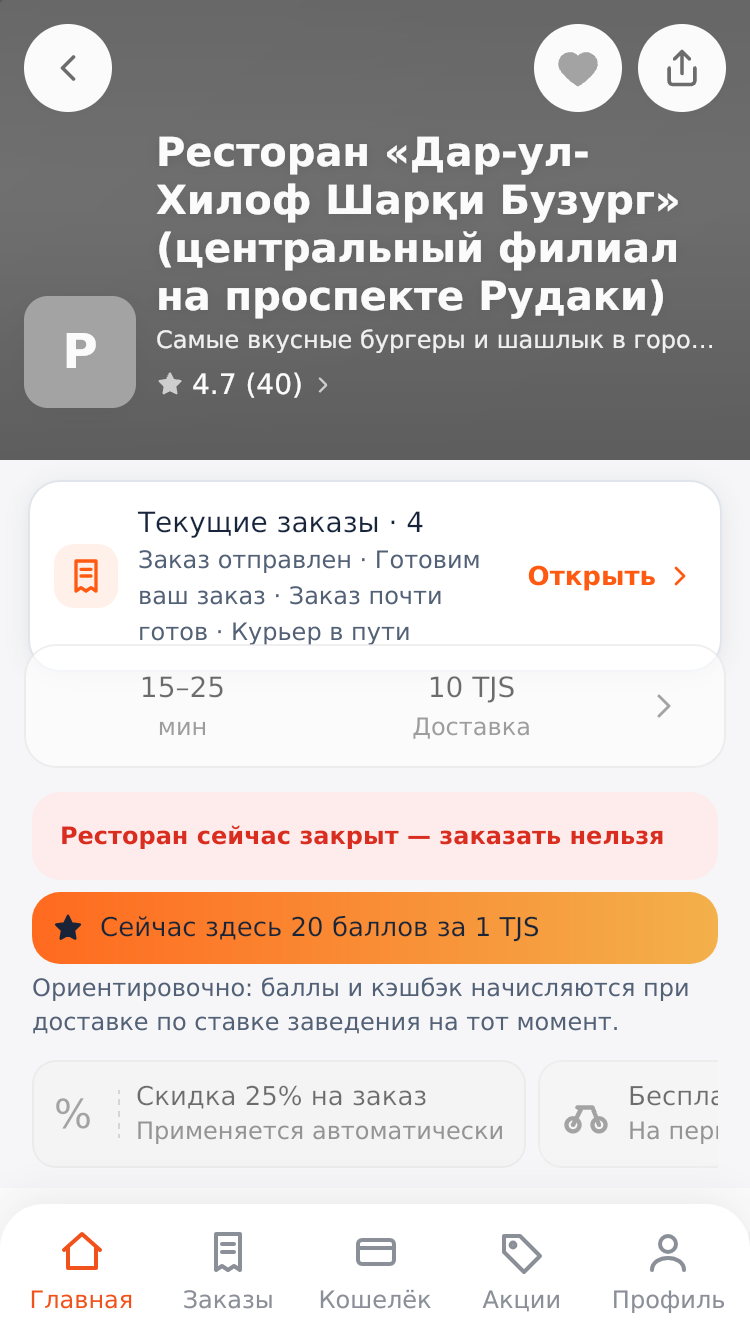 Ресторан «Дар-ул-
Хилоф Шарқи Бузург»
(центральный филиал
на проспекте Рудаки)
Р
Самые вкусные бургеры и шашлык в горо...
4.7 (40)
Текущие заказы · 4
Заказ отправлен · Готовим
ваш заказ · Заказ почти
готов · Курьер в пути
Открыть
15–25
мин
10 TJS
Доставка
Ресторан сейчас закрыт — заказать нельзя
Сейчас здесь 20 баллов за 1 TJS
Ориентировочно: баллы и кэшбэк начисляются при
доставке по ставке заведения на тот момент.
%
Скидка 25% на заказ
Применяется автоматически
Беспла
На пер
Главная
Заказы
Кошелёк
Акции
Профиль